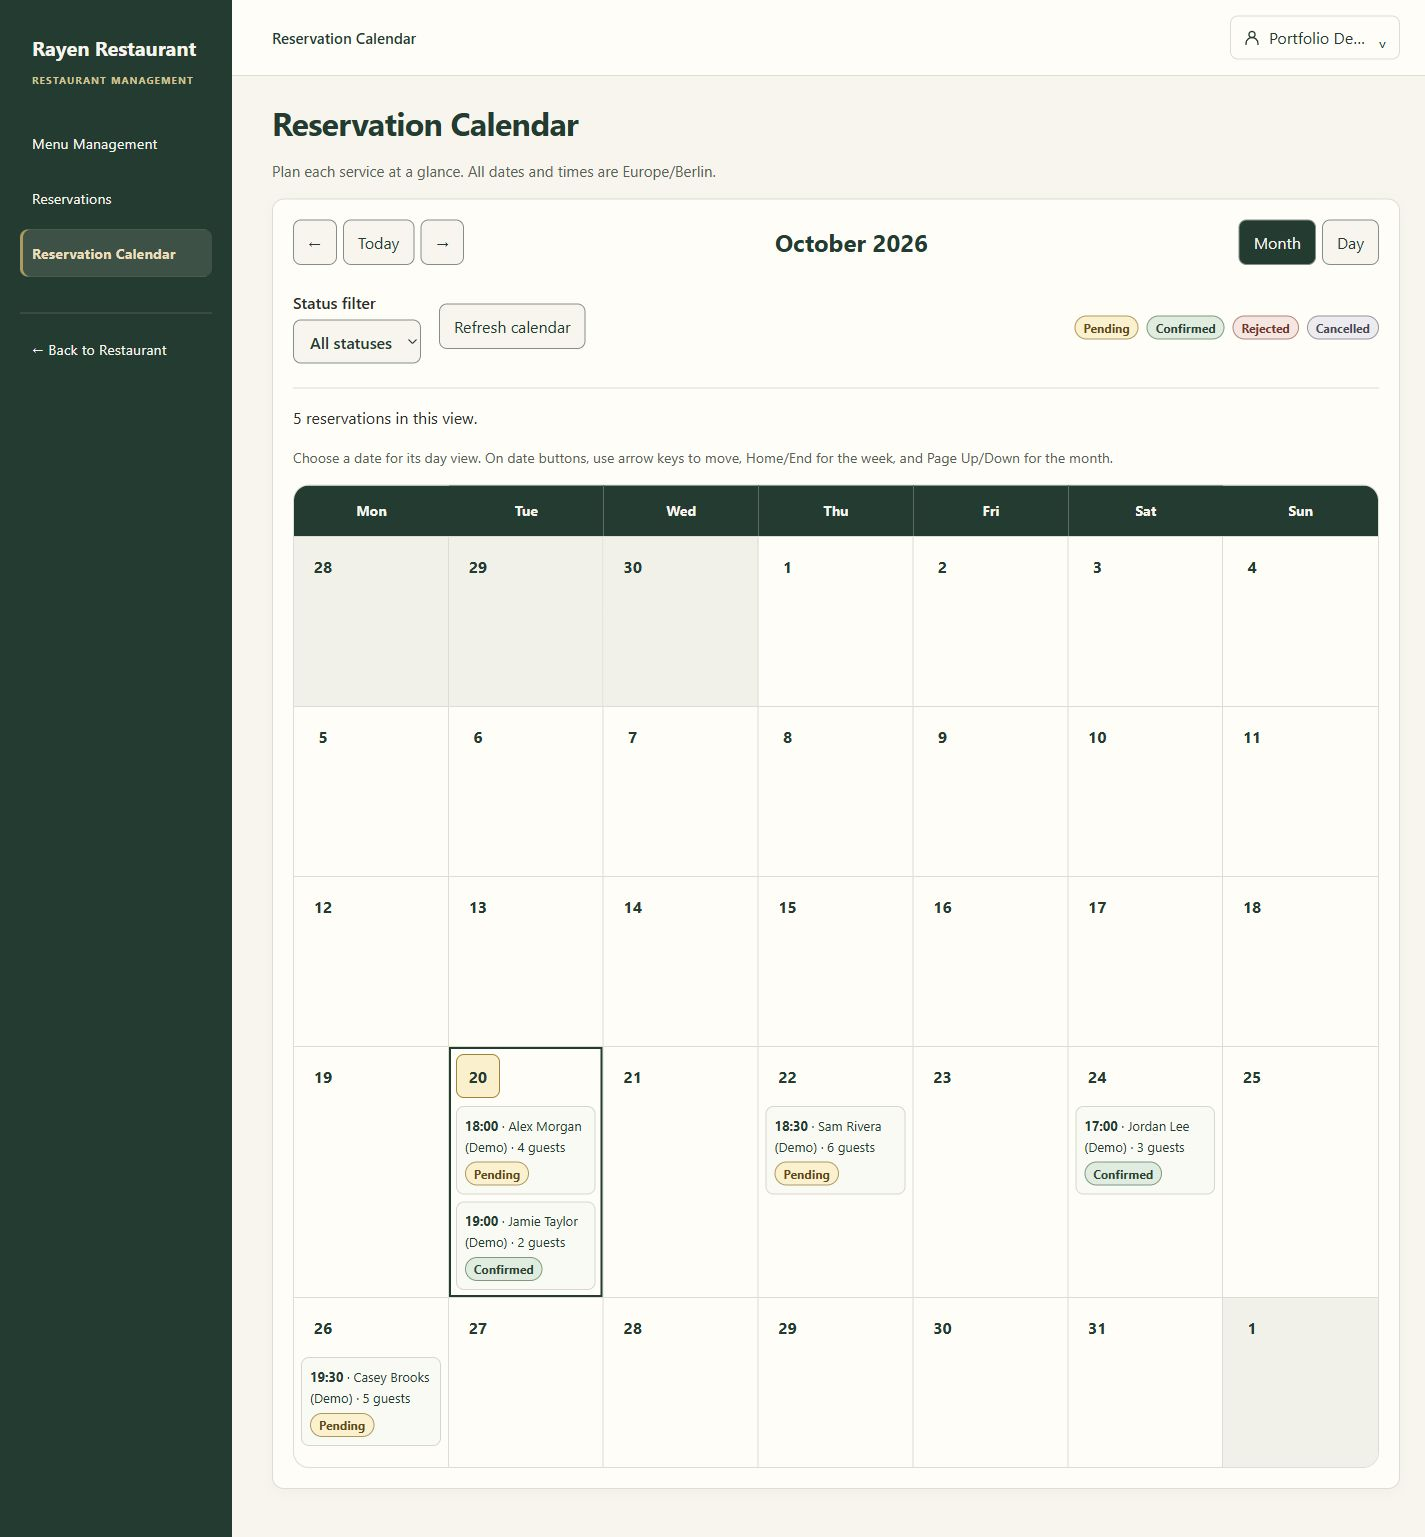 Rayen Restaurant
RESTAURANT MANAGEMENT
Menu Management
Reservations
Reservation Calendar
← Back to Restaurant
Reservation Calendar
Portfolio De... v
Reservation Calendar
Plan each service at a glance. All dates and times are Europe/Berlin.
← Today →
October 2026
Month Day
Status filter
All statuses
Refresh calendar
Pending Confirmed Rejected Cancelled
5 reservations in this view.
Choose a date for its day view. On date buttons, use arrow keys to move, Home/End for the week, and Page Up/Down for the month.
Mon Tue Wed Thu Fri Sat Sun
28 29 30 1 2 3 4
5 6 7 8 9 10 11
12 13 14 15 16 17 18
19 20 21 22 23 24 25
18:00 · Alex Morgan
(Demo) · 4 guests
Pending
19:00 · Jamie Taylor
(Demo) · 2 guests
Confirmed
18:30 · Sam Rivera
(Demo) · 6 guests
Pending
17:00 · Jordan Lee
(Demo) · 3 guests
Confirmed
26 27 28 29 30 31 1
19:30 · Casey Brooks
(Demo) · 5 guests
Pending